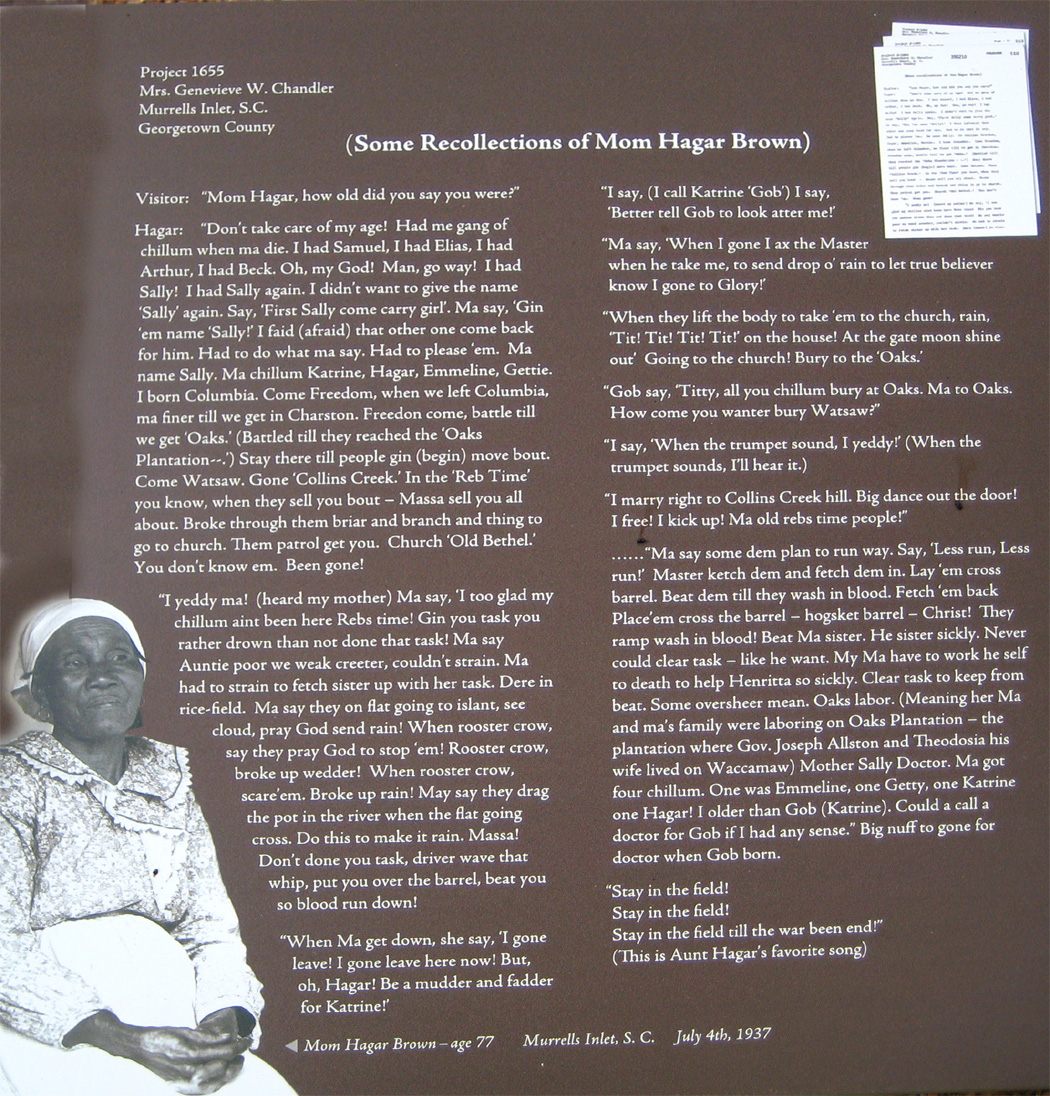 Project 1655
Mrs. Genevieve W. Chandler
Murrells Inlet, S.C.
Georgetown County
(Some Recollections of Mom Hagar Brown)
Visitor: "Mom Hagar, how old did you say you were?"
Hagar: "Don't take care of my age! Had me gang of
chillum when ma die. I had Samuel, I had Elias, I had
Arthur, I had Beck. Oh, my God! Man, go way! I had
Sally! I had Sally again. I didn't want to give the name
'Sally' again. Say, 'First Sally come carry girl'. Ma say, 'Gin
'em name 'Sally!' I faid (afraid) that other one come back
for him. Had to do what ma say. Had to please 'em. Ma
name Sally. Ma chillum Katrine, Hagar, Emmeline, Gettie.
I born Columbia. Come Freedom, when we left Columbia,
ma finer till we get in Charston. Freedon come, battle till
we get 'Oaks.' (Battled till they reached the 'Oaks
Plantation--.') Stay there till people gin (begin) move bout.
Come Watsaw. Gone 'Collins Creek.' In the 'Reb Time'
you know, when they sell you bout – Massa sell you all
about. Broke through them briar and branch and thing to
go to church. Them patrol get you. Church 'Old Bethel.'
You don't know em. Been gone!
"I yeddy ma! (heard my mother) Ma say, 'I too glad my
chillum aint been here Rebs time! Gin you task you
rather drown than not done that task! Ma say
Auntie poor we weak creeter, couldn't strain. Ma
had to strain to fetch sister up with her task. Dere in
rice-field. Ma say they on flat going to islant, see
cloud, pray God send rain! When rooster crow,
say they pray God to stop 'em! Rooster crow,
broke up wedder! When rooster crow,
scare'em. Broke up rain! May say they drag
the pot in the river when the flat going
cross. Do this to make it rain. Massa!
Don't done you task, driver wave that
whip, put you over the barrel, beat you
so blood run down!
"When Ma get down, she say, 'I gone
leave! I gone leave here now! But,
oh, Hagar! Be a mudder and fadder
for Katrine!'
"I say, (I call Katrine 'Gob') I say,
'Better tell Gob to look atter me!'
"Ma say, 'When I gone I ax the Master
when he take me, to send drop o' rain to let true believer
know I gone to Glory!'
"When they lift the body to take 'em to the church, rain,
'Tit! Tit! Tit! Tit!' on the house! At the gate moon shine
out' Going to the church! Bury to the 'Oaks.'
"Gob say, 'Titty, all you chillum bury at Oaks. Ma to Oaks.
How come you wanter bury Watsaw?"
"I say, 'When the trumpet sound, I yeddy!' (When the
trumpet sounds, I'll hear it.)
"I marry right to Collins Creek hill. Big dance out the door!
I free! I kick up! Ma old rebs time people!"
......"Ma say some dem plan to run way. Say, 'Less run, Less
run!' Master ketch dem and fetch dem in. Lay 'em cross
barrel. Beat dem till they wash in blood. Fetch 'em back
Place'em cross the barrel – hogsket barrel – Christ! They
ramp wash in blood! Beat Ma sister. He sister sickly. Never
could clear task – like he want. My Ma have to work he self
to death to help Henritta so sickly. Clear task to keep from
beat. Some overseer mean. Oaks labor. (Meaning her Ma
and ma's family were laboring on Oaks Plantation – the
plantation where Gov. Joseph Allston and Theodosia his
wife lived on Waccamaw) Mother Sally Doctor. Ma got
four chillum. One was Emmeline, one Getty, one Katrine
one Hagar! I older than Gob (Katrine). Could a call a
doctor for Gob if I had any sense." Big nuff to gone for
doctor when Gob born.
"Stay in the field!
Stay in the field!
Stay in the field till the war been end!"
(This is Aunt Hagar's favorite song)
Mom Hagar Brown – age 77 Murrells Inlet, S. C. July 4th, 1937